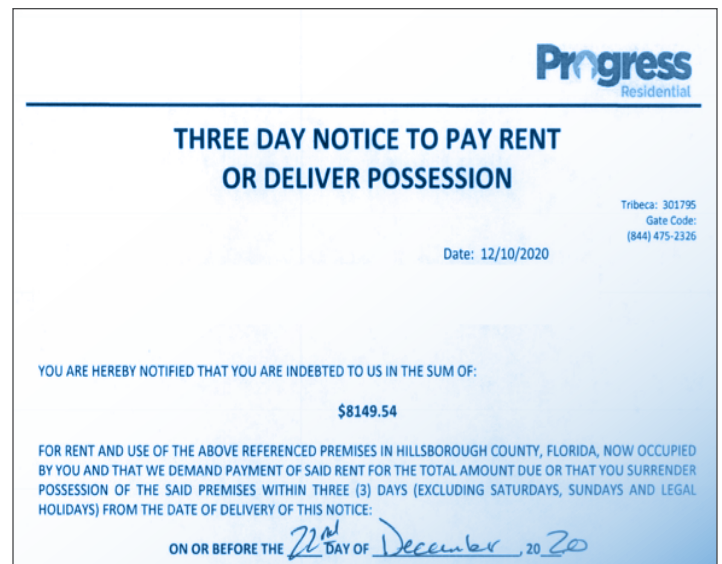 Progress
Residential
THREE DAY NOTICE TO PAY RENT
OR DELIVER POSSESSION
Tribeca: 301795
Gate Code:
(844) 475-2326
Date: 12/10/2020
YOU ARE HEREBY NOTIFIED THAT YOU ARE INDEBTED TO US IN THE SUM OF:
$8149.54
FOR RENT AND USE OF THE ABOVE REFERENCED PREMISES IN HILLSBOROUGH COUNTY, FLORIDA, NOW OCCUPIED
BY YOU AND THAT WE DEMAND PAYMENT OF SAID RENT FOR THE TOTAL AMOUNT DUE OR THAT YOU SURRENDER
POSSESSION OF THE SAID PREMISES WITHIN THREE (3) DAYS (EXCLUDING SATURDAYS, SUNDAYS AND LEGAL
HOLIDAYS) FROM THE DATE OF DELIVERY OF THIS NOTICE:
ON OR BEFORE THE 22nd DAY OF December, 20 20